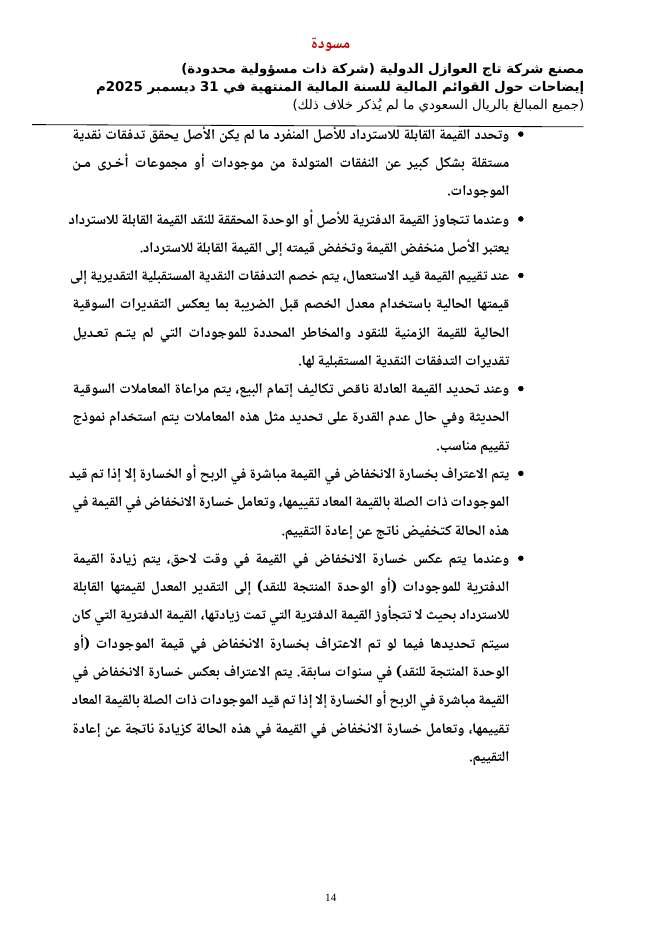 مسودة
مصنع شركة تاج العوازل الدولية (شركة ذات مسؤولية محدودة)
إيضاحات حول القوائم المالية للسنة المالية المنتهية في 31 ديسمبر 2025م
(جميع المبالغ بالريال السعودي ما لم يُذكر خلاف ذلك)
• وتحدد القيمة القابلة للاسترداد للأصل المنفرد ما لم يكن الأصل يحقق تدفقات نقدية
مستقلة بشكل كبير عن النفقات المتولدة من موجودات أو مجموعات أخرى من
الموجودات.
• وعندما تتجاوز القيمة الدفترية للأصل أو الوحدة المحققة للنقد القيمة القابلة للاسترداد
يعتبر الأصل منخفض القيمة وتخفض قيمته إلى القيمة القابلة للاسترداد.
• عند تقييم القيمة قيد الاستعمال، يتم خصم التدفقات النقدية المستقبلية التقديرية إلى
قيمتها الحالية باستخدام معدل الخصم قبل الضريبة بما يعكس التقديرات السوقية
الحالية للقيمة الزمنية للنقود والمخاطر المحددة للموجودات التي لم يتم تعديل
تقديرات التدفقات النقدية المستقبلية لها.
• وعند تحديد القيمة العادلة ناقص تكاليف إتمام البيع، يتم مراعاة المعاملات السوقية
الحديثة وفي حال عدم القدرة على تحديد مثل هذه المعاملات يتم استخدام نموذج
تقييم مناسب.
• يتم الاعتراف بخسارة الانخفاض في القيمة مباشرة في الربح أو الخسارة إلا إذا تم قيد
الموجودات ذات الصلة بالقيمة المعاد تقييمها، وتعامل خسارة الانخفاض في القيمة في
هذه الحالة كتخفيض ناتج عن إعادة التقييم.
• وعندما يتم عكس خسارة الانخفاض في القيمة في وقت لاحق، يتم زيادة القيمة
الدفترية للموجودات (أو الوحدة المنتجة للنقد) إلى التقدير المعدل لقيمتها القابلة
للاسترداد بحيث لا تتجأوز القيمة الدفترية التي تمت زيادتها، القيمة الدفترية التي كان
سيتم تحديدها فيما لو تم الاعتراف بخسارة الانخفاض في قيمة الموجودات (أو
الوحدة المنتجة للنقد) في سنوات سابقة. يتم الاعتراف بعكس خسارة الانخفاض في
القيمة مباشرة في الربح أو الخسارة إلا إذا تم قيد الموجودات ذات الصلة بالقيمة المعاد
تقييمها، وتعامل خسارة الانخفاض في القيمة في هذه الحالة كزيادة ناتجة عن إعادة
التقييم.
14